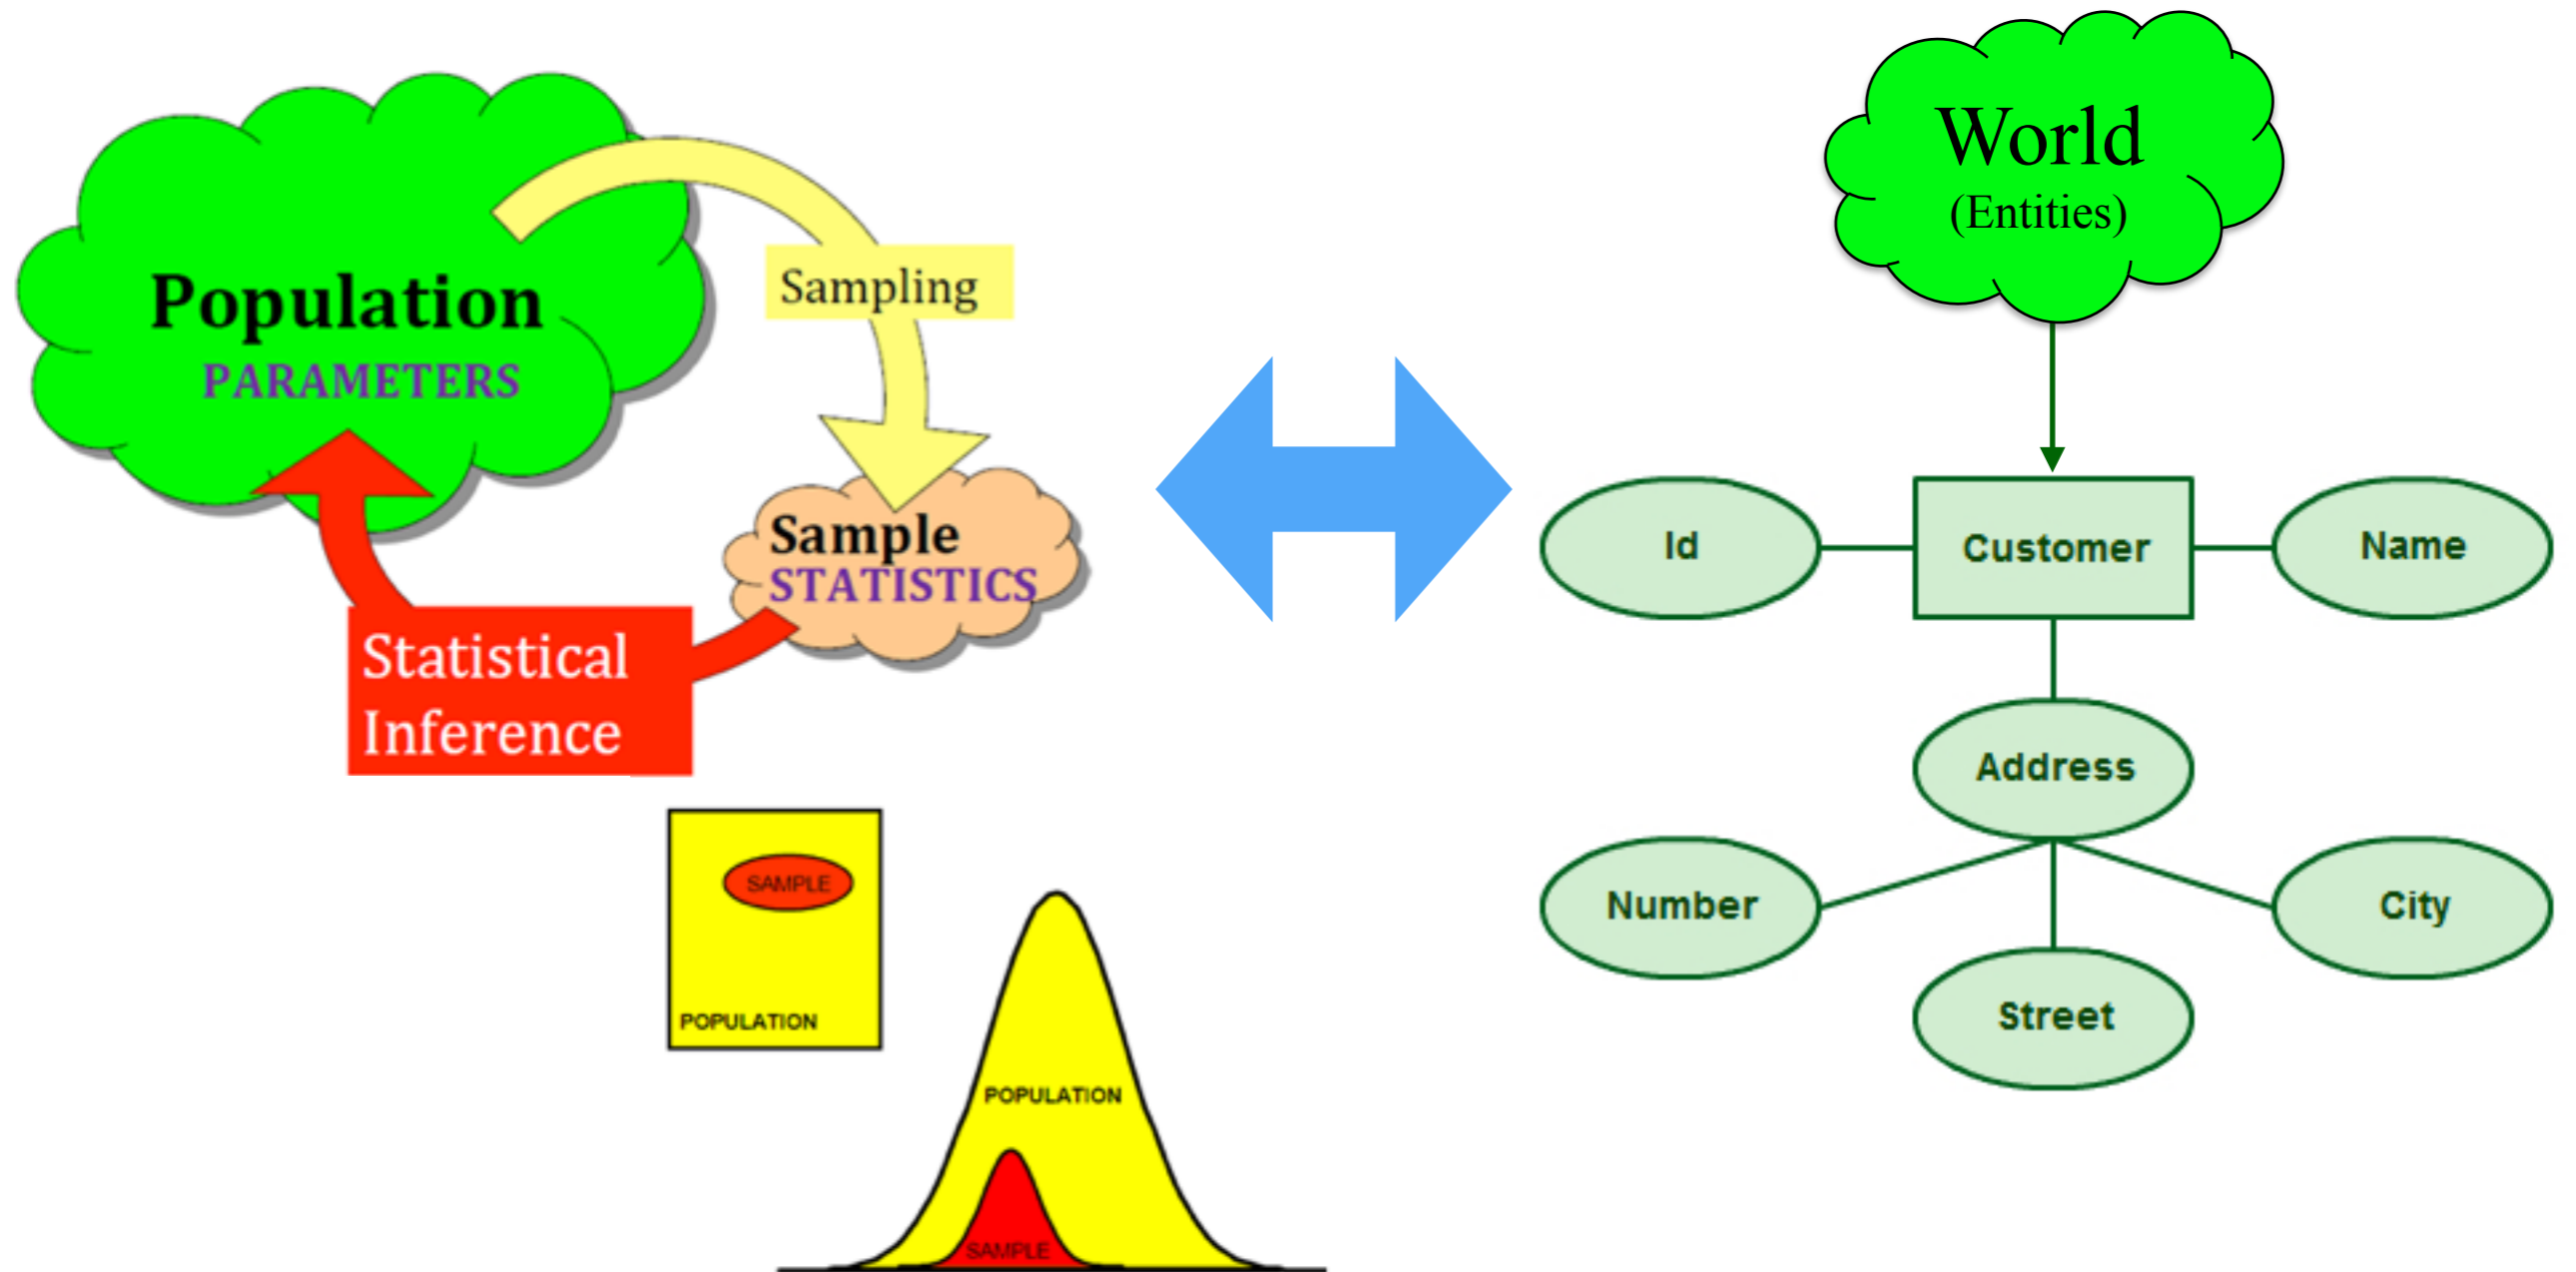 Population
PARAMETERS
Sampling
Sample
STATISTICS
Statistical
Inference
SAMPLE
POPULATION
POPULATION
SAMPLE
World
(Entities)
Id
Customer
Name
Address
Number
City
Street